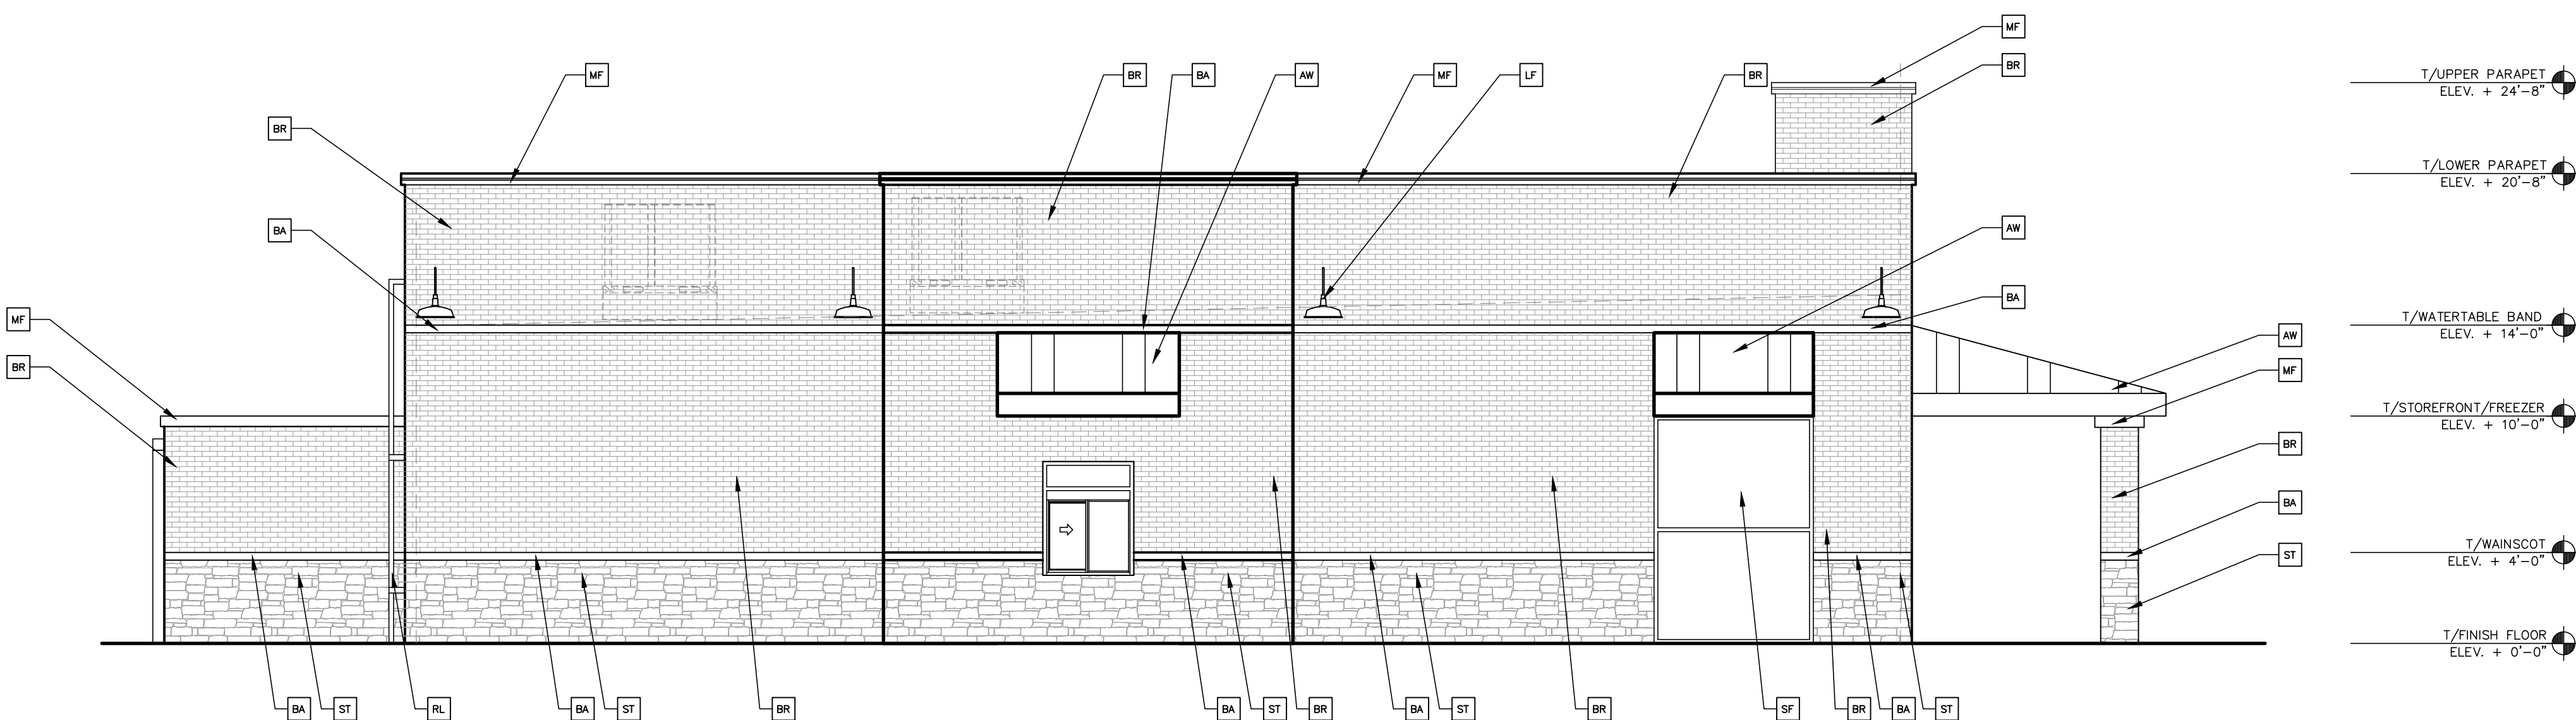 MF
BR
T/UPPER PARAPET
ELEV. + 24'-8"
MF
BR
BA
AW
MF
LF
BR
BR
T/LOWER PARAPET
ELEV. + 20'-8"
BA
AW
BA
MF
T/WATERTABLE BAND
ELEV. + 14'-0"
AW
BR
MF
T/STOREFRONT/FREEZER
ELEV. + 10'-0"
BR
BA
T/WAINSCOT
ELEV. + 4'-0"
ST
T/FINISH FLOOR
ELEV. + 0'-0"
BA
ST
RL
BA
ST
BR
BA
ST
BR
BA
ST
BR
SF
BR
BA
ST